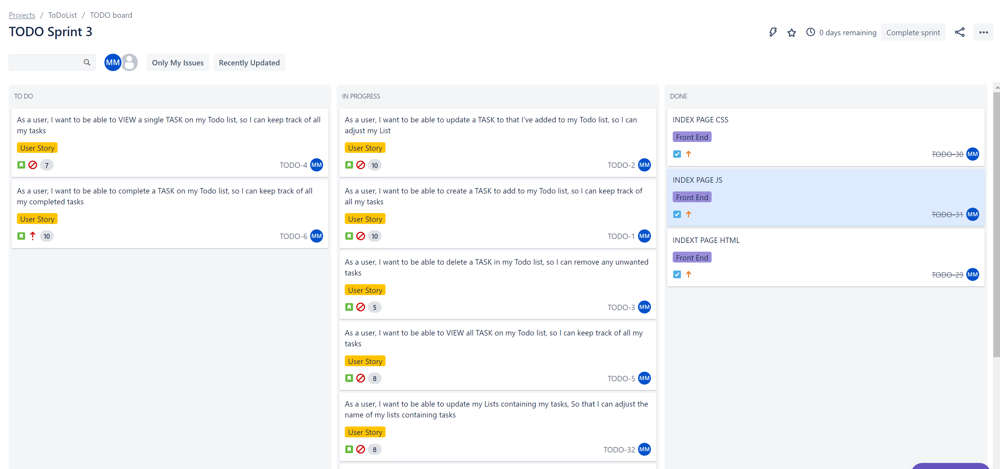 Projects / ToDoList / TODO board
TODO Sprint 3
0 days remaining
Complete sprint
MM
Only My Issues
Recently Updated
TO DO
As a user, I want to be able to VIEW a single TASK on my Todo list, so I can keep track of all
my tasks
User Story
7
TODO-4
MM
As a user, I want to be able to complete a TASK on my Todo list, so I can keep track of all
my completed tasks
User Story
10
TODO-6
MM
IN PROGRESS
As a user, I want to be able to update a TASK to that I've added to my Todo list, so I can
adjust my List
User Story
10
TODO-2
MM
As a user, I want to be able to create a TASK to add to my Todo list, so I can keep track of
all my tasks
User Story
10
TODO-1
MM
As a user, I want to be able to delete a TASK in my Todo list, so I can remove any unwanted
tasks
User Story
5
TODO-3
MM
As a user, I want to be able to VIEW all TASK on my Todo list, so I can keep track of all my
tasks
User Story
8
TODO-5
MM
As a user, I want to be able to update my Lists containing my tasks, So that I can adjust the
name of my lists containing tasks
User Story
8
TODO-32
MM
DONE
INDEX PAGE CSS
Front End
TODO-30
MM
INDEX PAGE JS
Front End
TODO-31
MM
INDEXT PAGE HTML
Front End
TODO-29
MM